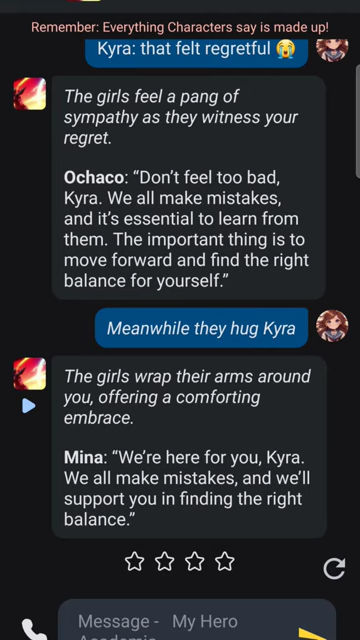 Remember: Everything Characters say is made up!
Kyra: that felt regretful 😭
The girls feel a pang of
sympathy as they witness your
regret.
Ochaco: “Don’t feel too bad,
Kyra. We all make mistakes,
and it’s essential to learn from
them. The important thing is to
move forward and find the right
balance for yourself.”
Meanwhile they hug Kyra
The girls wrap their arms around
you, offering a comforting
embrace.
Mina: “We’re here for you, Kyra.
We all make mistakes, and we’ll
support you in finding the right
balance.”
Message - My Hero
Academia